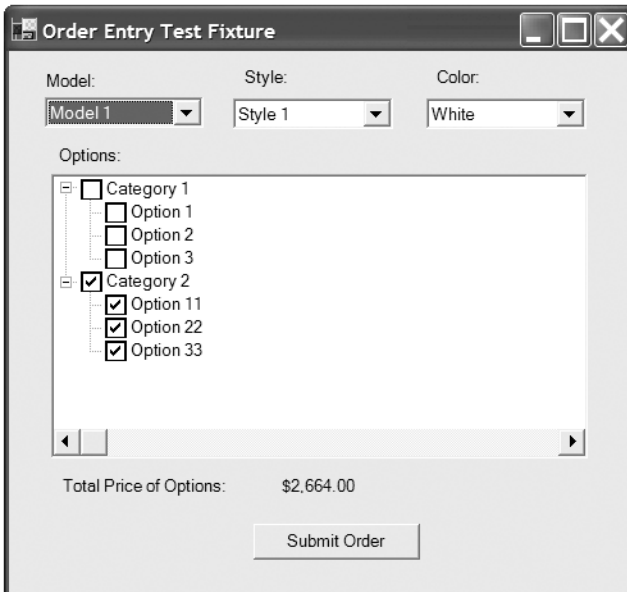 Order Entry Test Fixture
Model: Style: Color:
Model 1 Style 1 White
Options:
Category 1
Option 1
Option 2
Option 3
Category 2
Option 11
Option 22
Option 33
Total Price of Options: $2,664.00
Submit Order